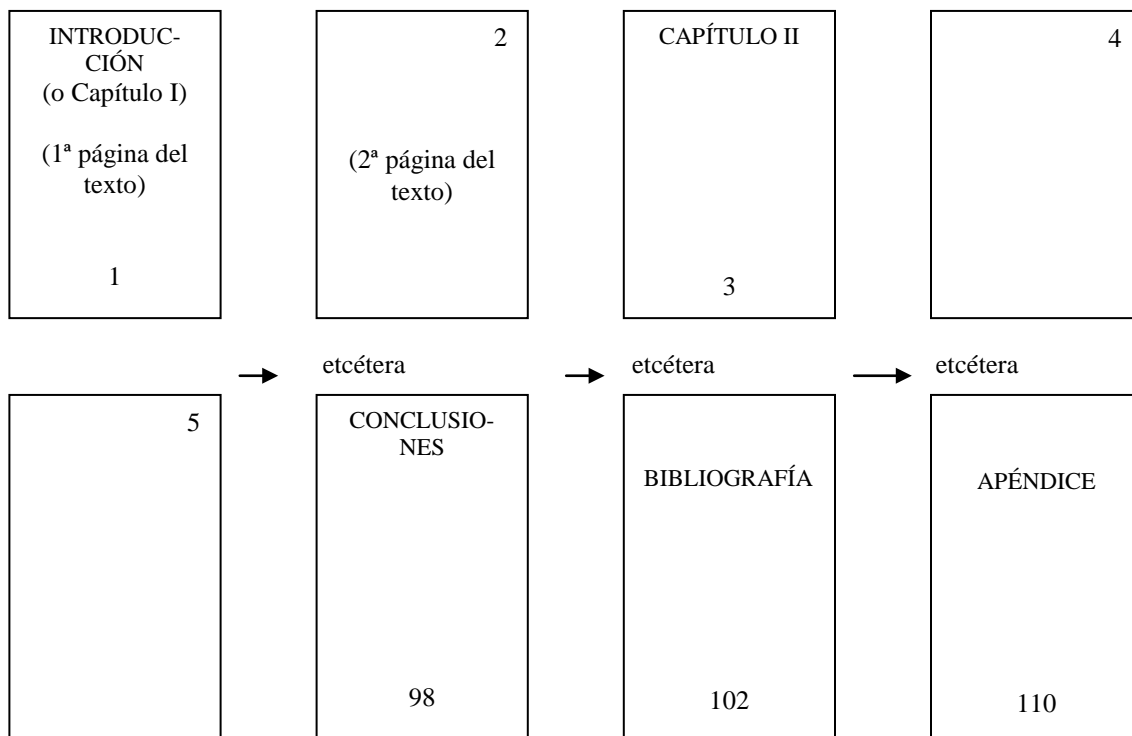 INTRODUC-
CIÓN
(o Capítulo I)
(1ª página del
texto)
1
2
(2ª página del
texto)
CAPÍTULO II
3
4
etcétera
etcétera
etcétera
5
CONCLUSIO-
NES
98
BIBLIOGRAFÍA
102
APÉNDICE
110